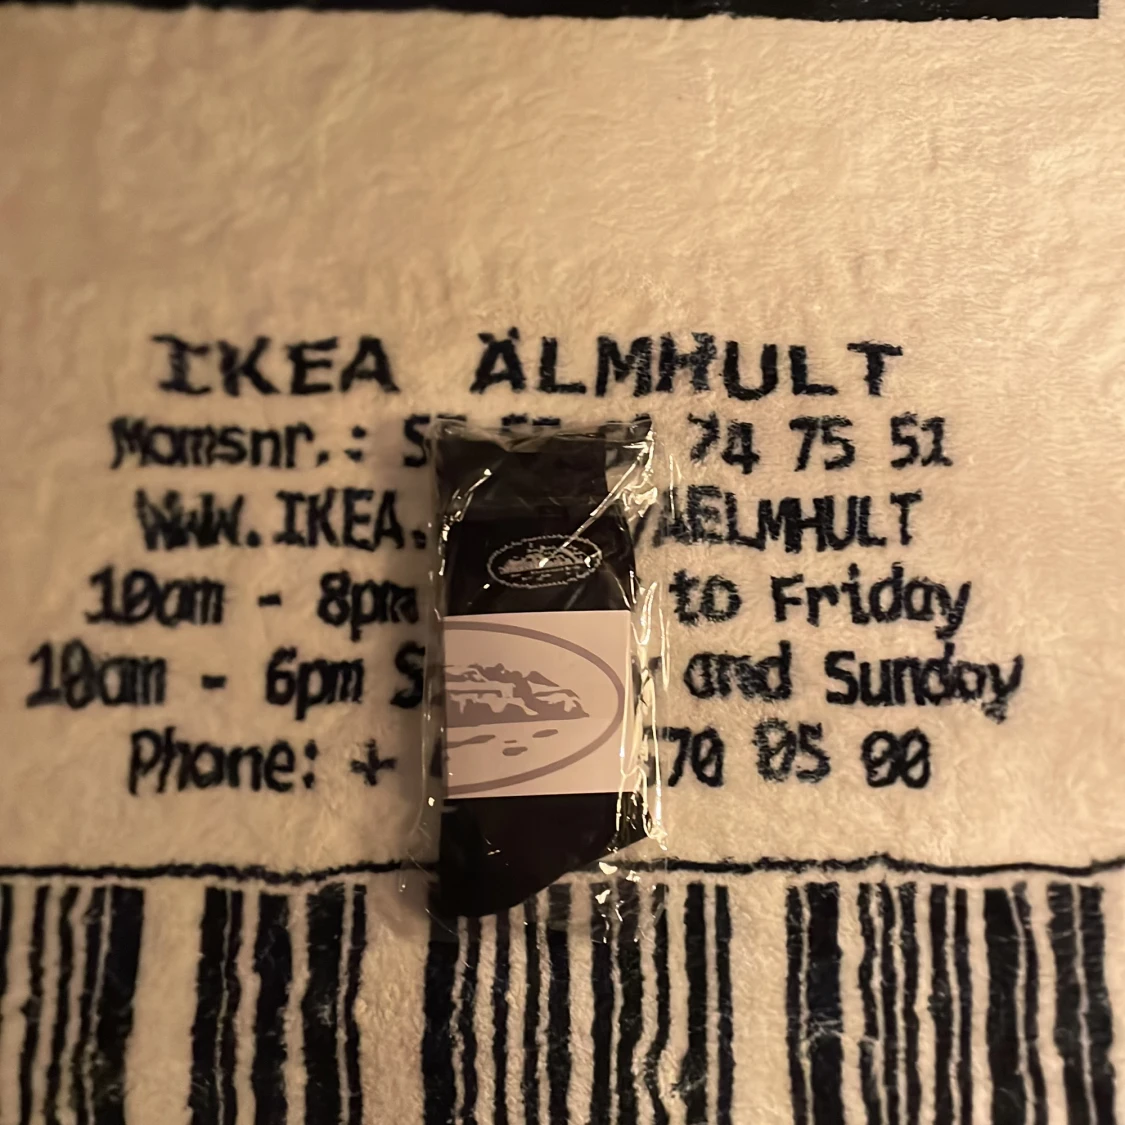 IKEA ÄLMHULT
Momsnr.: 74 75 51
WWW.IKEA. /AELMHULT
10am - 8pm to Friday
10am - 6pm and Sunday
Phone: + 70 05 00